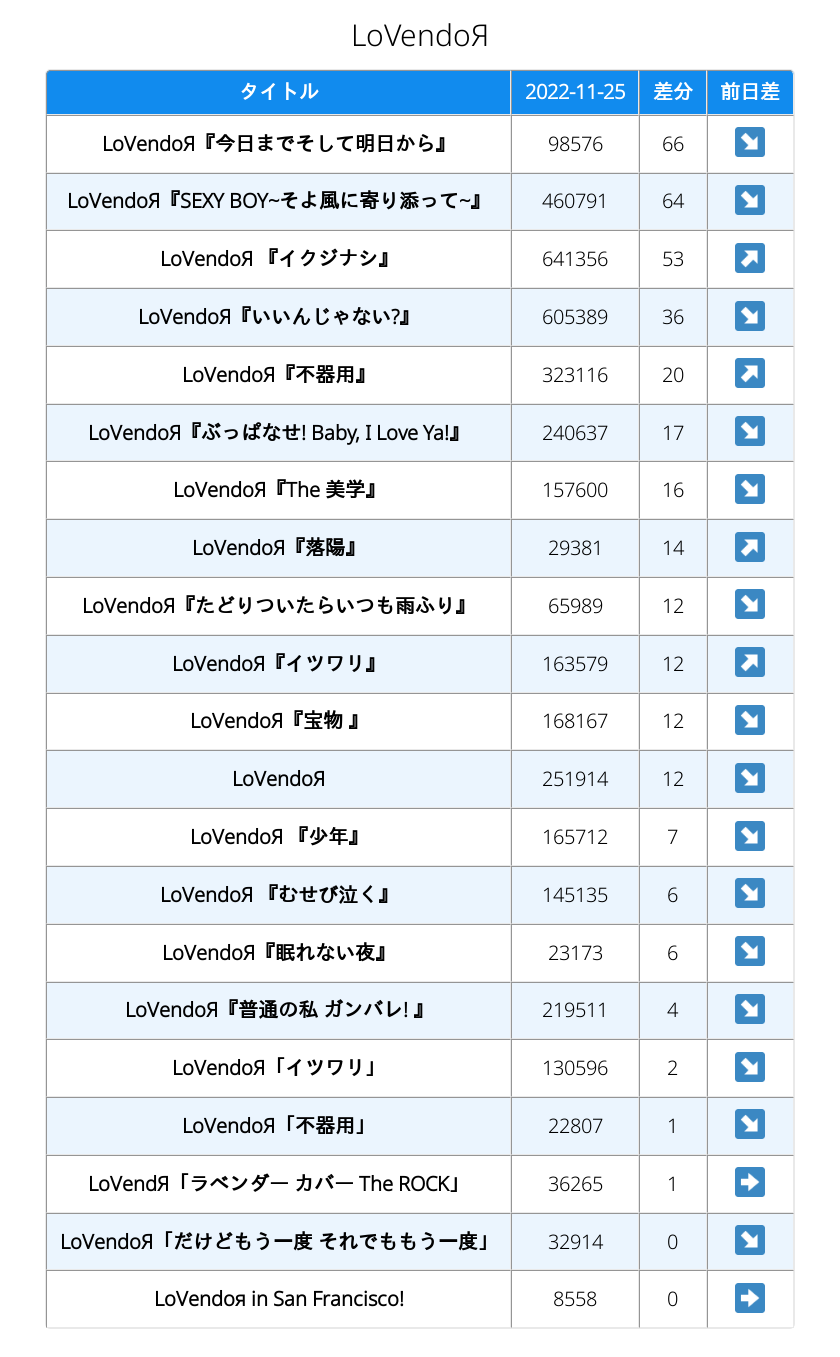 LoVendoЯ
タイトル 2022-11-25 差分 前日差
LoVendoЯ『今日までそして明日から』 98576 66 ↘
LoVendoЯ『SEXY BOY~そよ風に寄り添って~』 460791 64 ↘
LoVendoЯ 『イクジナシ』 641356 53 ↗
LoVendoЯ『いいんじゃない?』 605389 36 ↘
LoVendoЯ『不器用』 323116 20 ↗
LoVendoЯ『ぶっぱなせ! Baby, I Love Ya!』 240637 17 ↘
LoVendoЯ『The 美学』 157600 16 ↘
LoVendoЯ『落陽』 29381 14 ↗
LoVendoЯ『たどりついたらいつも雨ふり』 65989 12 ↘
LoVendoЯ『イツワリ』 163579 12 ↗
LoVendoЯ『宝物 』 168167 12 ↘
LoVendoЯ 251914 12 ↘
LoVendoЯ 『少年』 165712 7 ↘
LoVendoЯ 『むせび泣く』 145135 6 ↘
LoVendoЯ『眠れない夜』 23173 6 ↘
LoVendoЯ『普通の私 ガンバレ! 』 219511 4 ↘
LoVendoЯ「イツワリ」 130596 2 ↘
LoVendoЯ「不器用」 22807 1 ↘
LoVendЯ「ラベンダー カバー The ROCK」 36265 1 ➡
LoVendoЯ「だけどもう一度 それでももう一度」 32914 0 ↘
LoVendoя in San Francisco! 8558 0 ➡